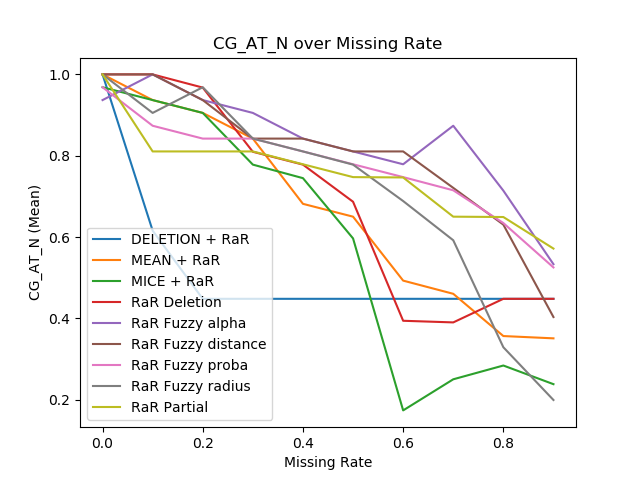 CG_AT_N over Missing Rate
CG_AT_N (Mean)
1.0
0.8
0.6
0.4
0.2
DELETION + RaR
MEAN + RaR
MICE + RaR
RaR Deletion
RaR Fuzzy alpha
RaR Fuzzy distance
RaR Fuzzy proba
RaR Fuzzy radius
RaR Partial
0.0 0.2 0.4 0.6 0.8
Missing Rate